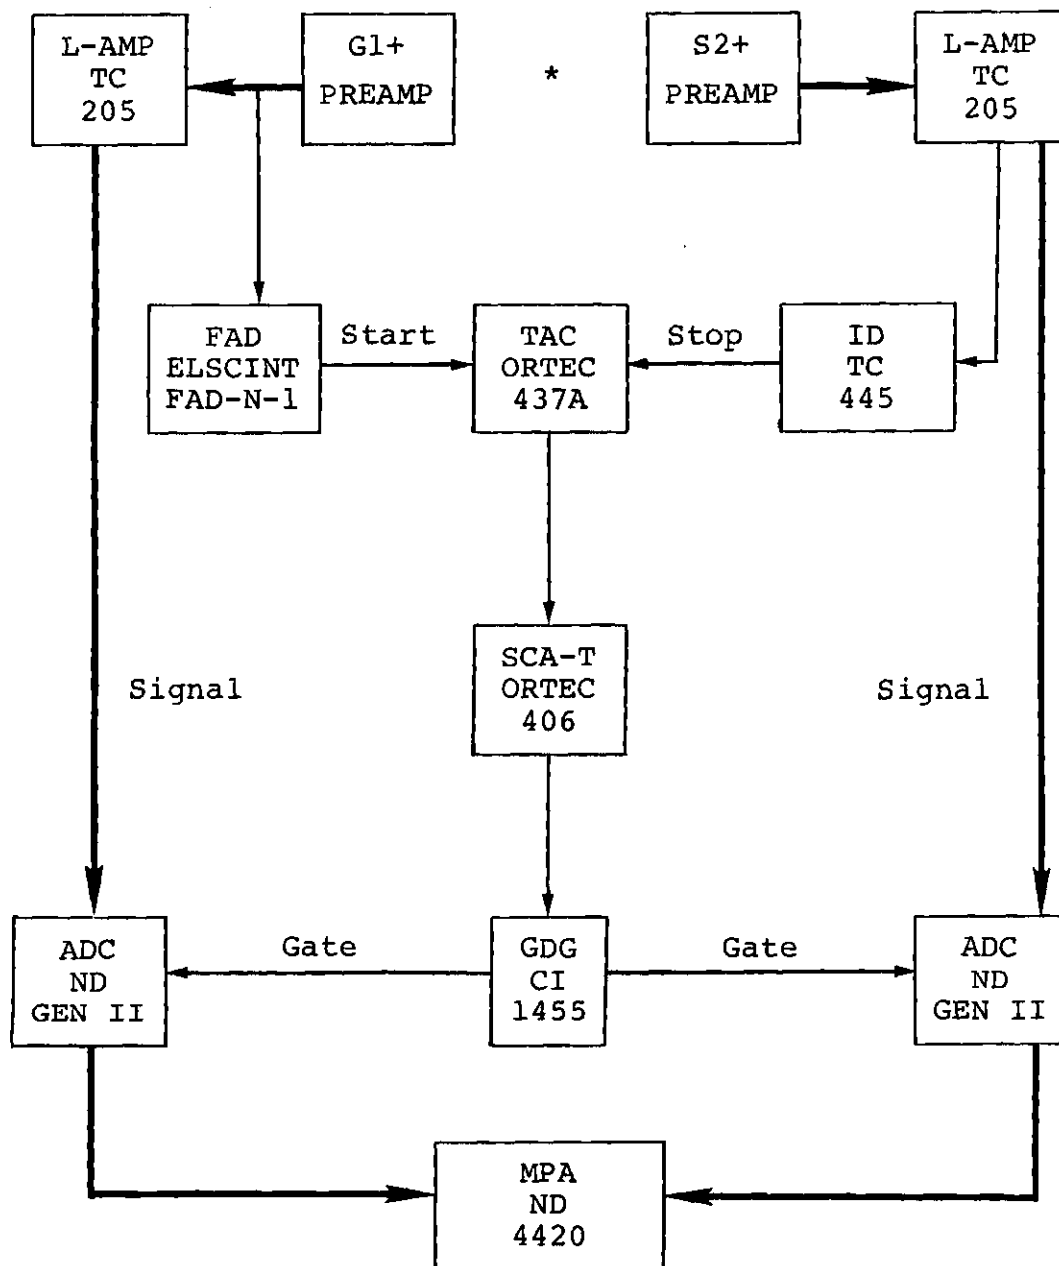 L-AMP
TC
205
G1+
PREAMP
*
S2+
PREAMP
L-AMP
TC
205
FAD
ELSCINT
FAD-N-1
Start
TAC
ORTEC
437A
Stop
ID
TC
445
Signal
SCA-T
ORTEC
406
Signal
ADC
ND
GEN II
Gate
GDG
CI
1455
Gate
ADC
ND
GEN II
MPA
ND
4420